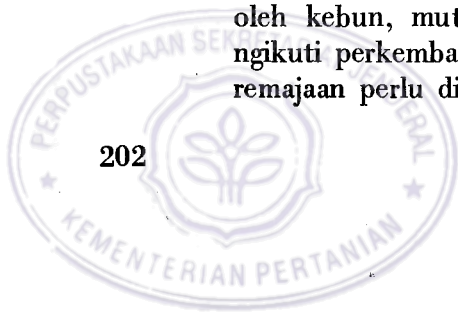 oleh kebun, mut
ngikuti perkemba
remajaan perlu di
202
PERPUSTAKAAN SEKRETARIAT JENDERAL
KEMENTERIAN PERTANIAN